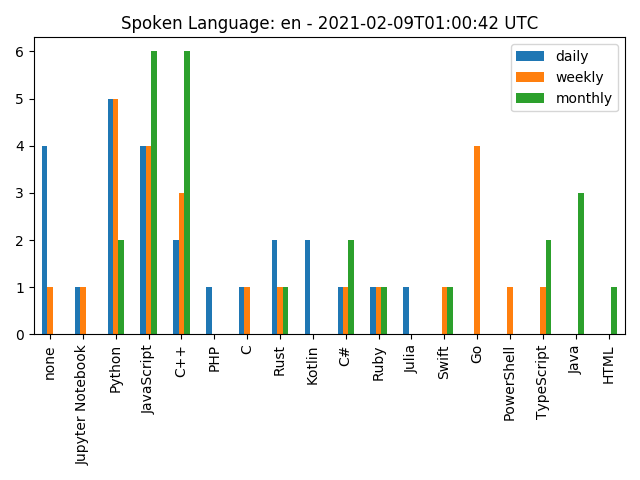 Spoken Language: en - 2021-02-09T01:00:42 UTC
daily
weekly
monthly
6
5
4
3
2
1
0
none
Jupyter Notebook
Python
JavaScript
C++
PHP
C
Rust
Kotlin
C#
Ruby
Julia
Swift
Go
PowerShell
TypeScript
Java
HTML